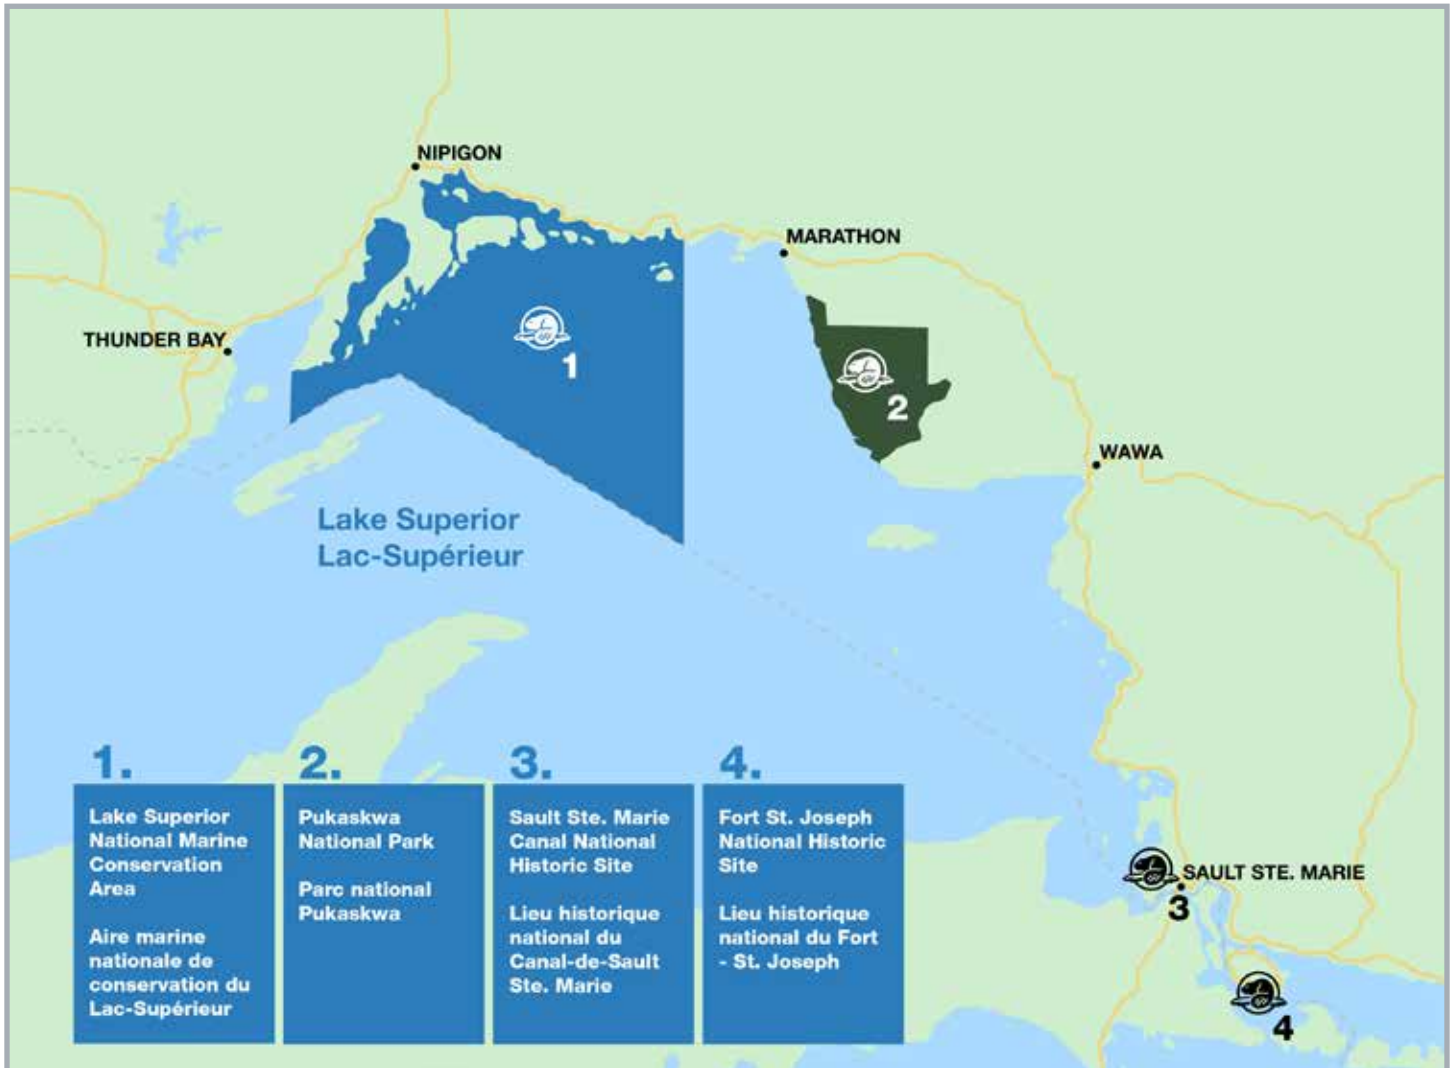 NIPIGON
MARATHON
THUNDER BAY
1
2
WAWA
Lake Superior
Lac-Supérieur
SAULT STE. MARIE
3
4
1.
Lake Superior
National Marine
Conservation
Area
Aire marine
nationale de
conservation du
Lac-Supérieur
2.
Pukaskwa
National Park
Parc national
Pukaskwa
3.
Sault Ste. Marie
Canal National
Historic Site
Lieu historique
national du
Canal-de-Sault
Ste. Marie
4.
Fort St. Joseph
National Historic
Site
Lieu historique
national du Fort
- St. Joseph